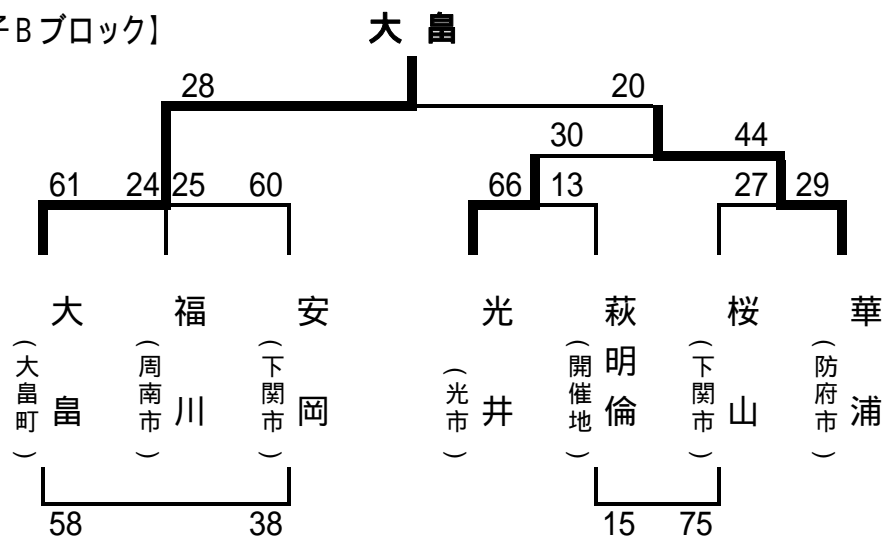 子Bブロック】
大畠
28 20
30 44
61 24 25 60 66 13 27 29
大畠
(大畠町)
福川
(周南市)
安岡
(下関市)
光井
(光市)
萩明倫
(開催地)
桜山
(下関市)
華浦
(防府市)
58 38 15 75